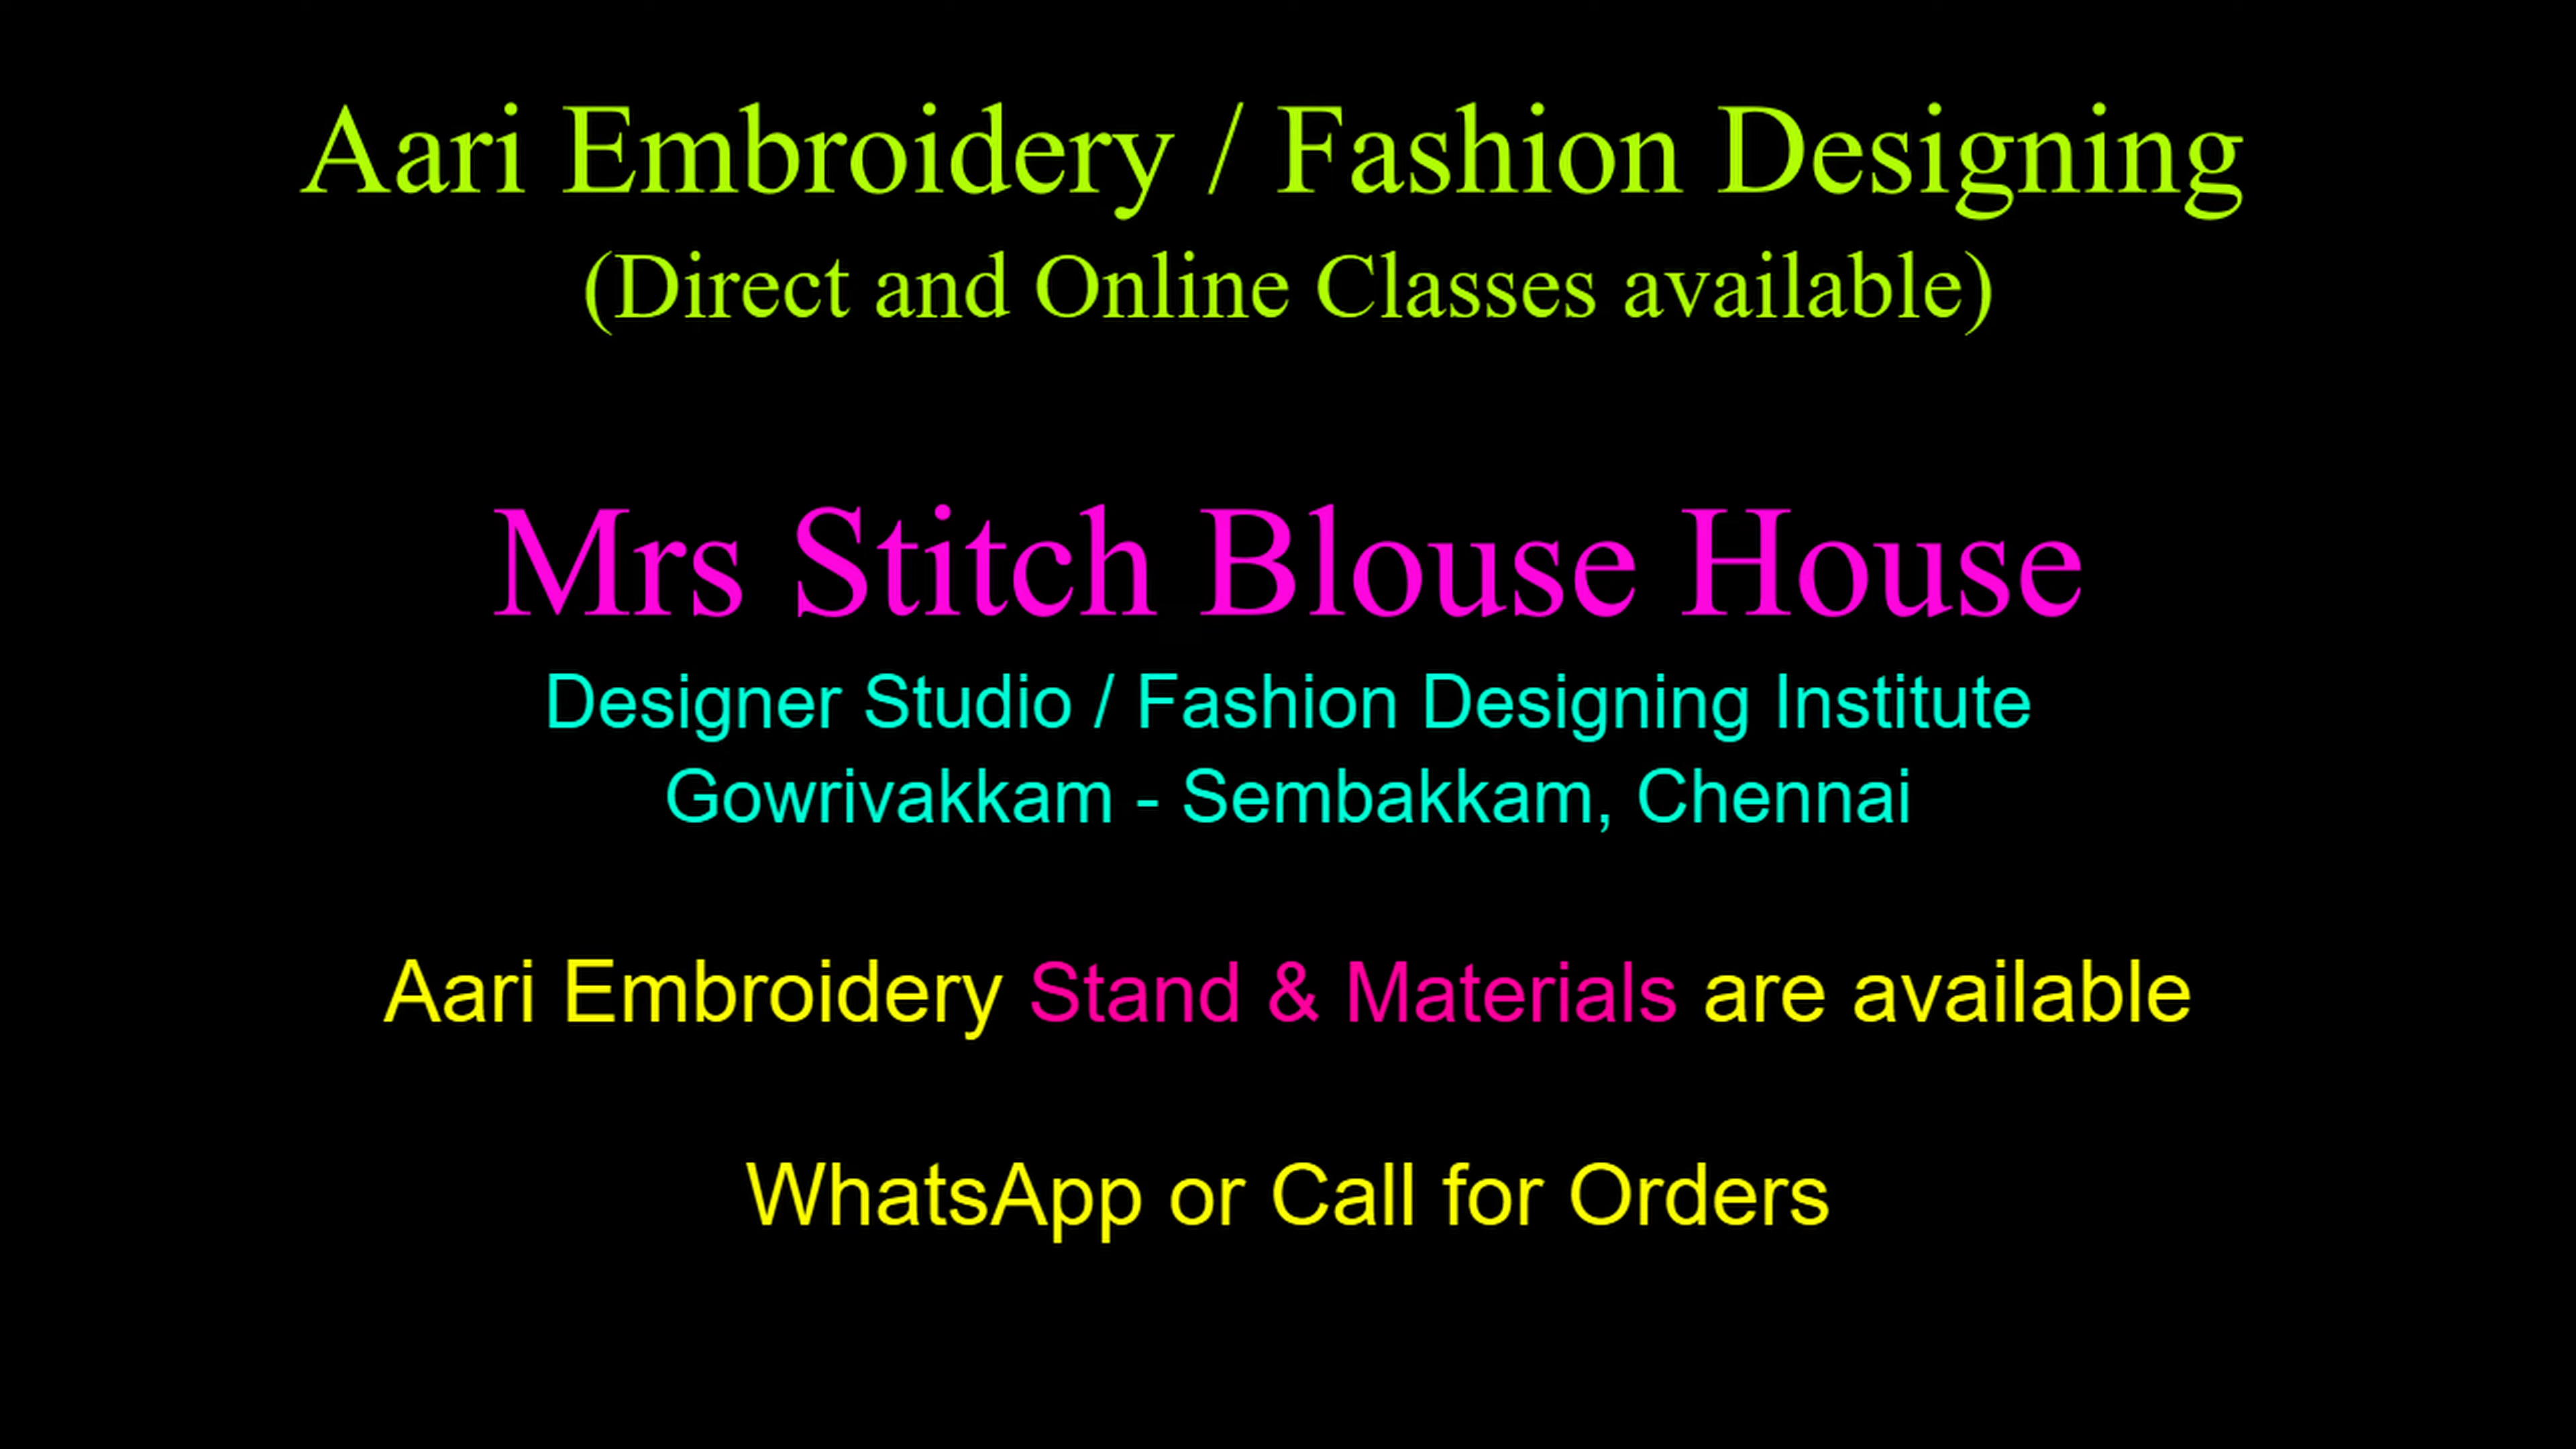 Aari Embroidery / Fashion Designing
(Direct and Online Classes available)
Mrs Stitch Blouse House
Designer Studio / Fashion Designing Institute
Gowrivakkam - Sembakkam, Chennai
Aari Embroidery Stand & Materials are available
WhatsApp or Call for Orders